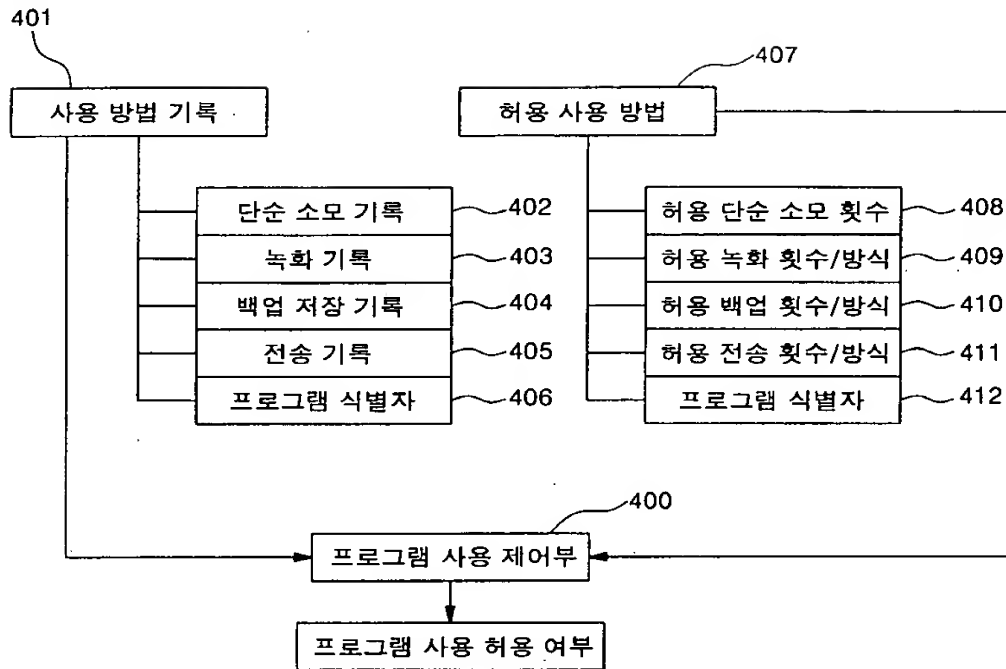 401
407
사용 방법 기록
허용 사용 방법
단순 소모 기록 402
녹화 기록 403
백업 저장 기록 404
전송 기록 405
프로그램 식별자 406
허용 단순 소모 횟수 408
허용 녹화 횟수/방식 409
허용 백업 횟수/방식 410
허용 전송 횟수/방식 411
프로그램 식별자 412
400
프로그램 사용 제어부
프로그램 사용 허용 여부